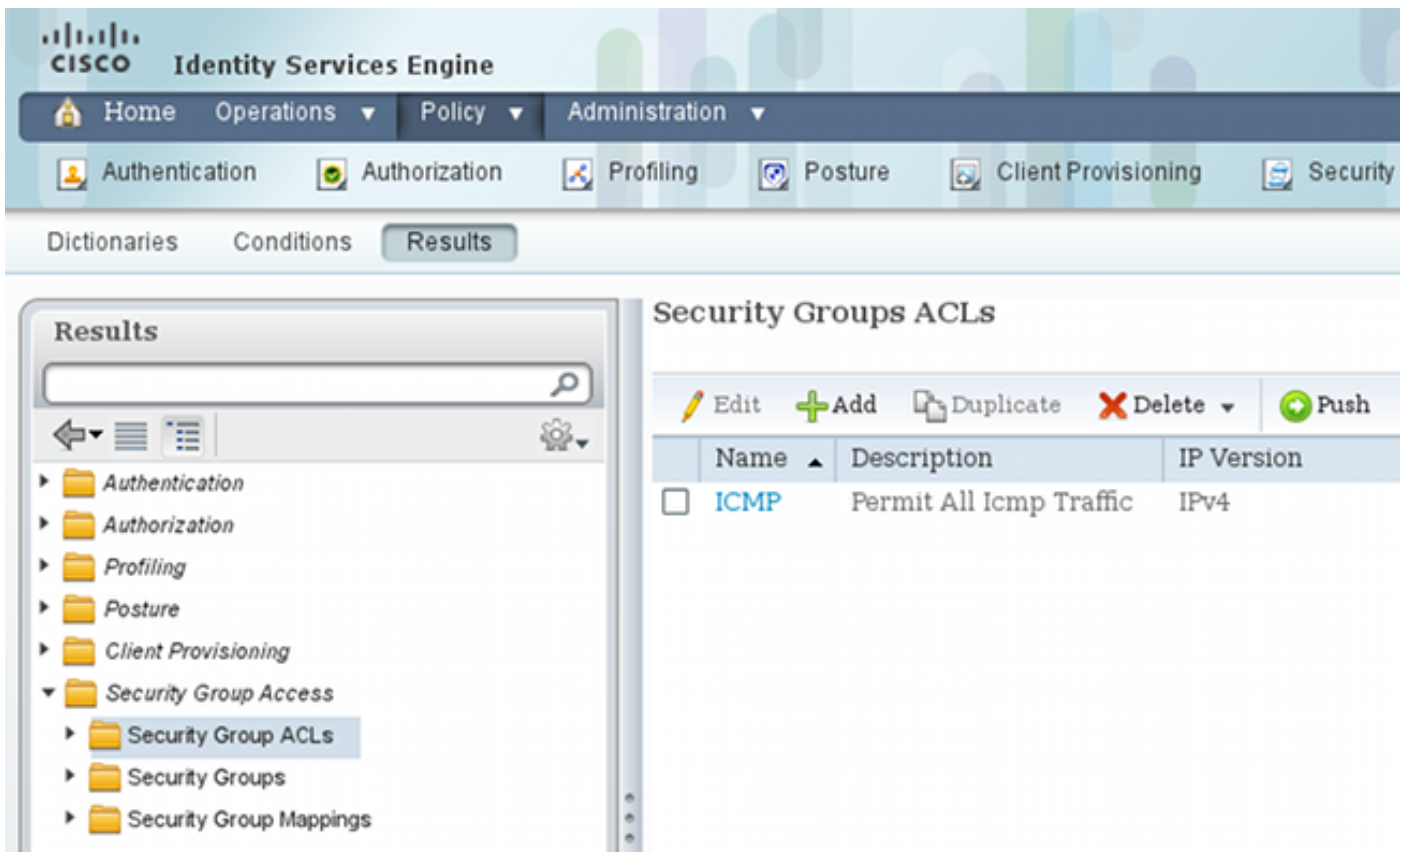 CISCO Identity Services Engine
Home Operations Policy Administration
Authentication Authorization Profiling Posture Client Provisioning Security
Dictionaries Conditions Results
Results
Authentication
Authorization
Profiling
Posture
Client Provisioning
Security Group Access
Security Group ACLs
Security Groups
Security Group Mappings
Security Groups ACLs
Edit Add Duplicate Delete Push
Name Description IP Version
ICMP Permit All Icmp Traffic IPv4